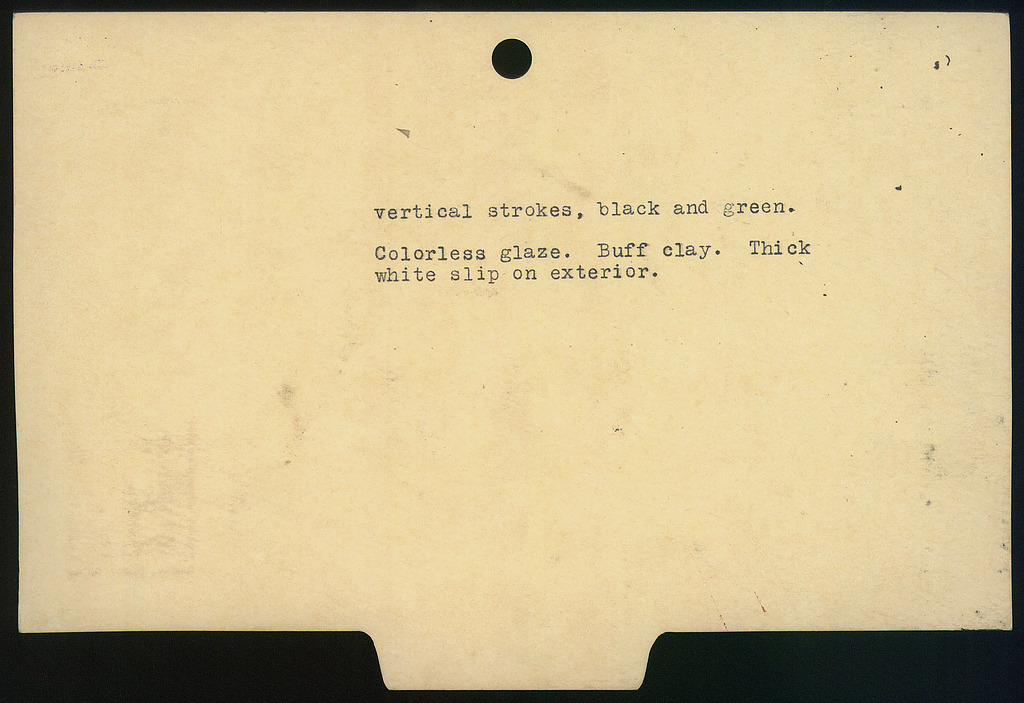 vertical strokes, black and green.
Colorless glaze. Buff clay. Thick
white slip on exterior.